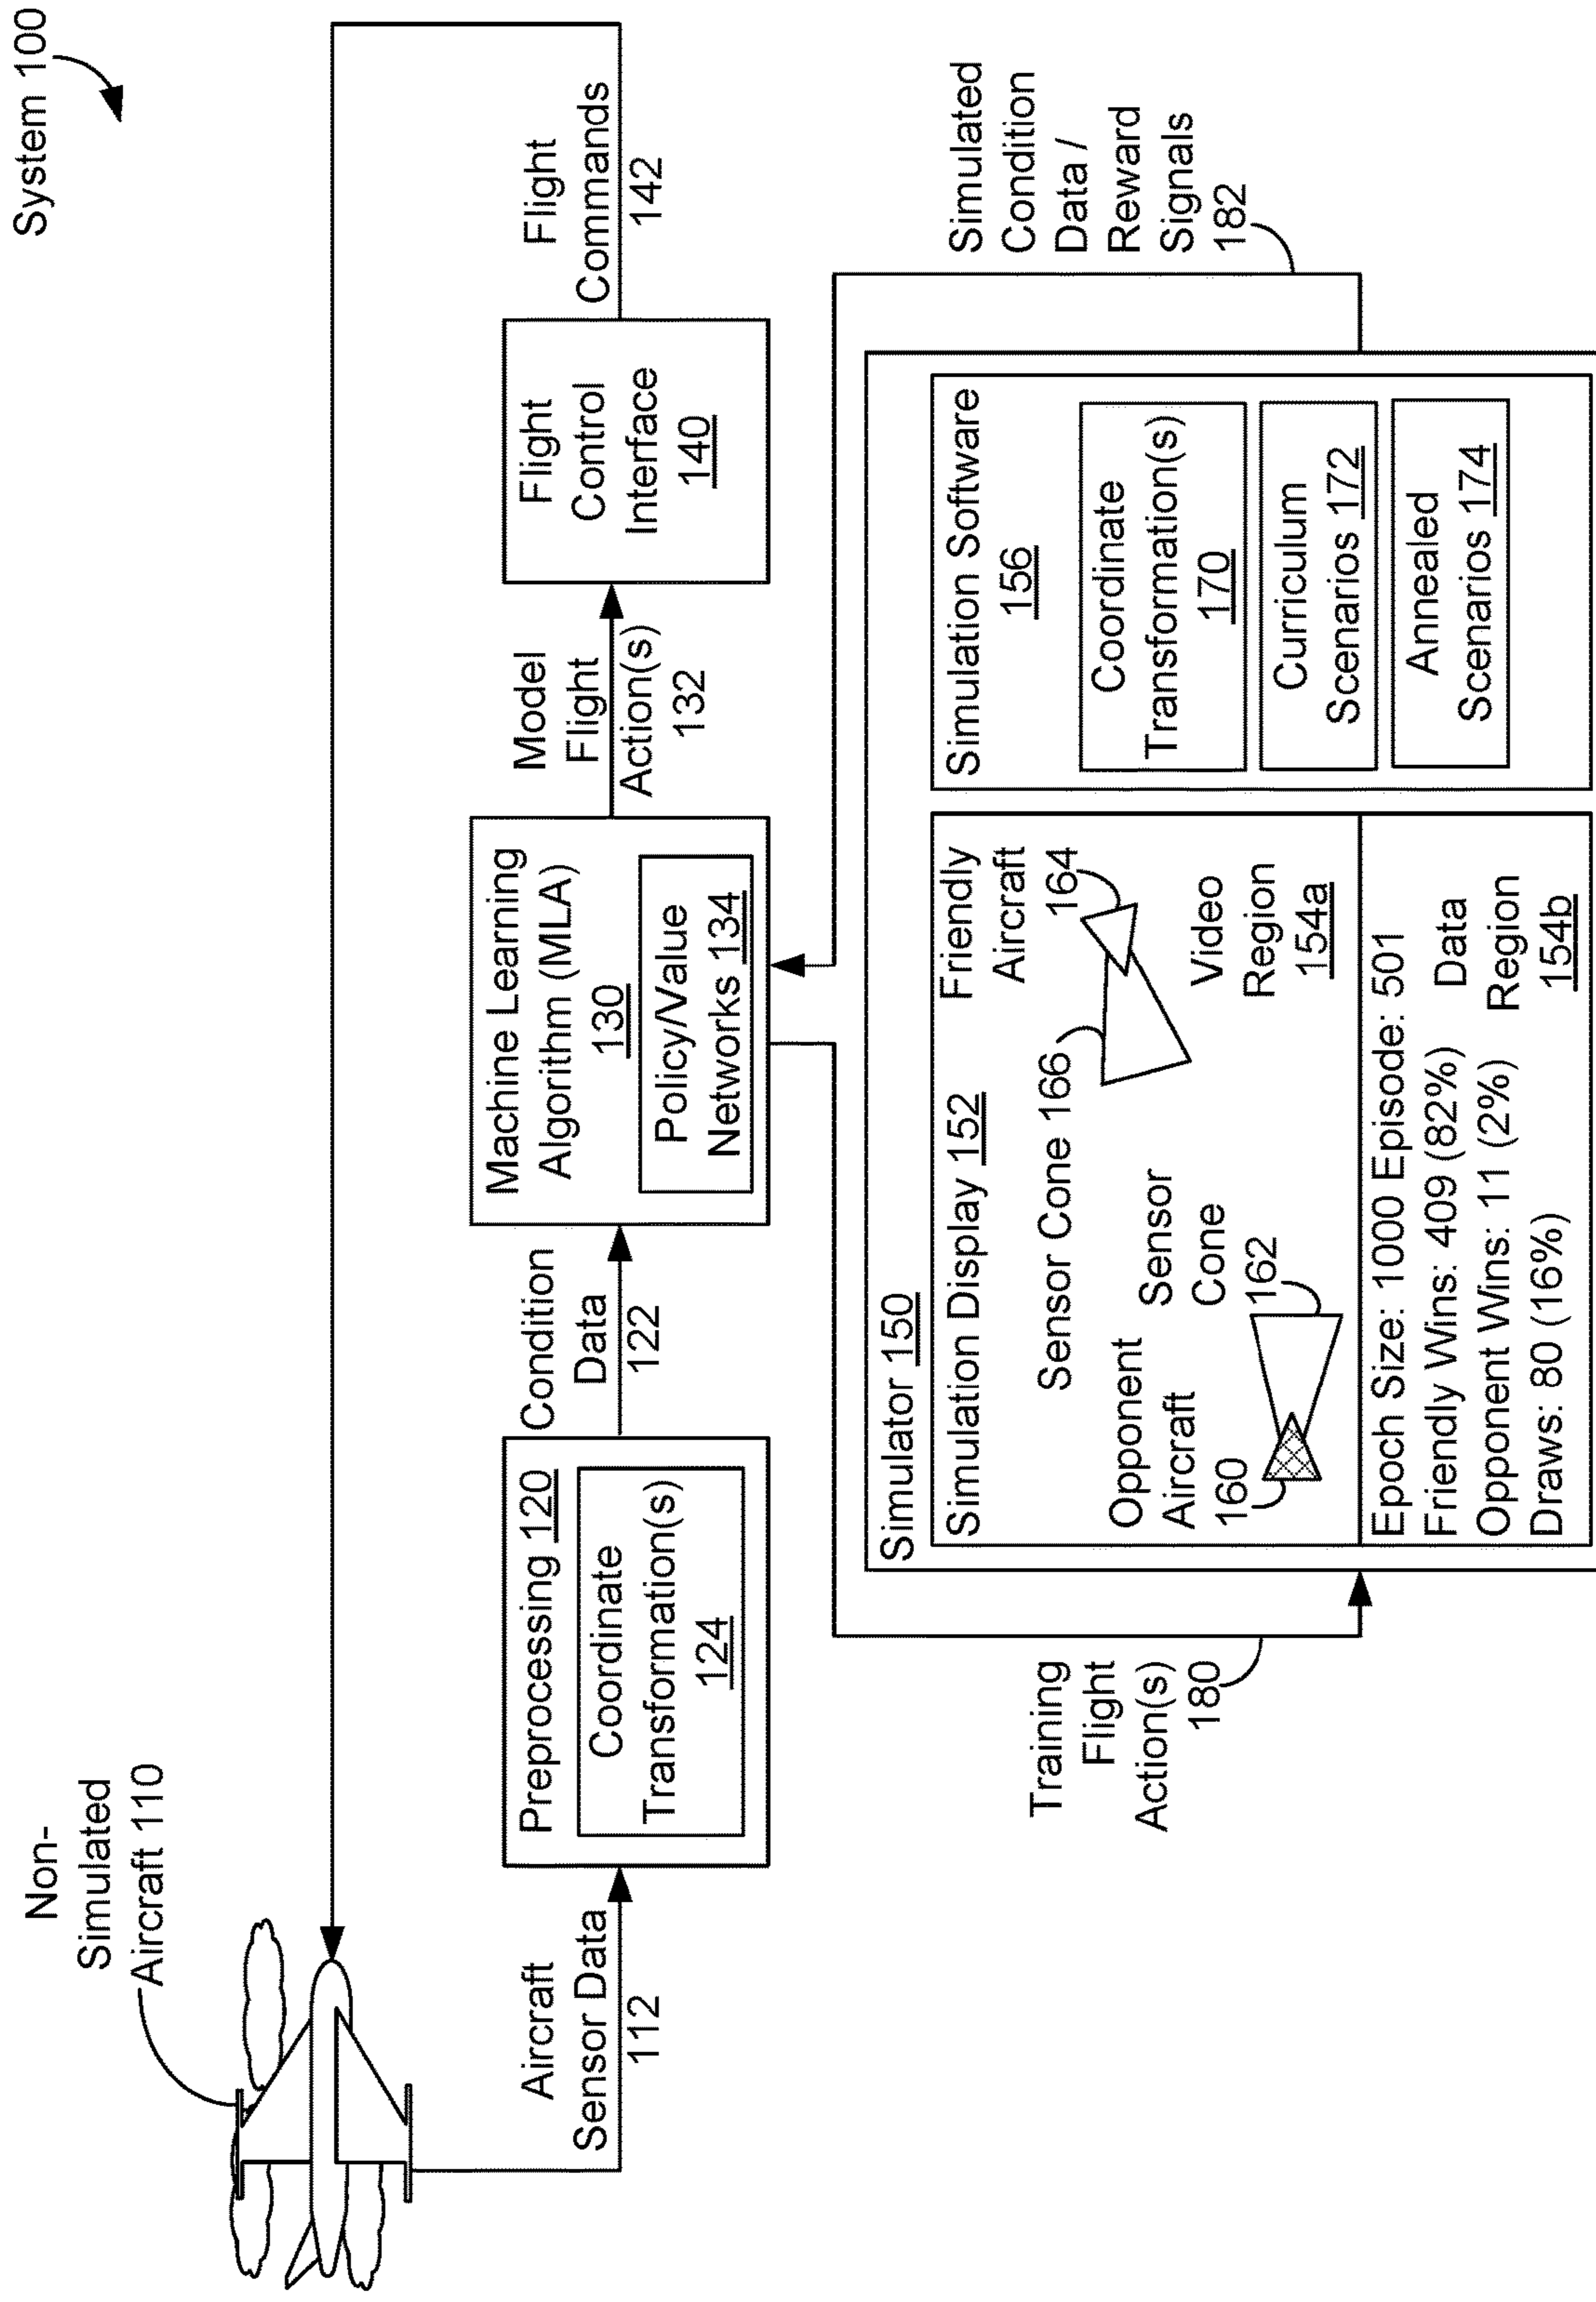 System 100
Non-
Simulated
Aircraft 110
Flight
Commands
142
Aircraft
Sensor Data
112
Preprocessing 120
Coordinate
Transformation(s)
124
Condition
Data
122
Machine Learning
Algorithm (MLA)
130
Policy/Value
Networks 134
Model
Flight
Action(s)
132
Flight
Control
Interface
140
Training
Flight
Action(s)
180
Simulator 150
Simulation Display 152
Friendly
Aircraft
164
Sensor Cone 166
Opponent
Aircraft
160
Sensor
Cone
162
Video
Region
154a
Epoch Size: 1000 Episode: 501
Friendly Wins: 409 (82%)
Opponent Wins: 11 (2%)
Draws: 80 (16%)
Data
Region
154b
Simulation Software
156
Coordinate
Transformation(s)
170
Curriculum
Scenarios 172
Annealed
Scenarios 174
Simulated
Condition
Data /
Reward
Signals
182